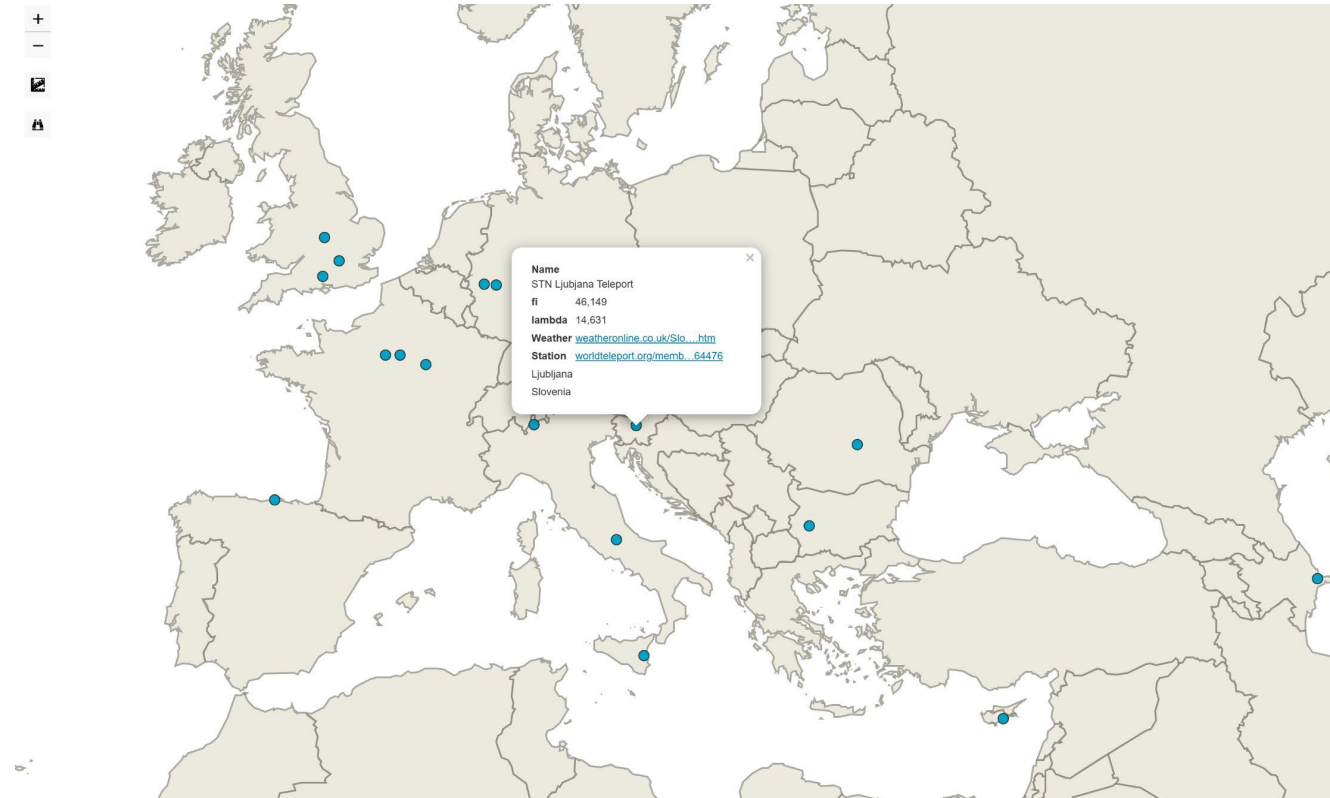 +
−
×
Name
STN Ljubjana Teleport
fi 46,149
lambda 14,631
Weather weatheronline.co.uk/Slo....htm
Station worldteleport.org/memb...64476
Ljubljana
Slovenia